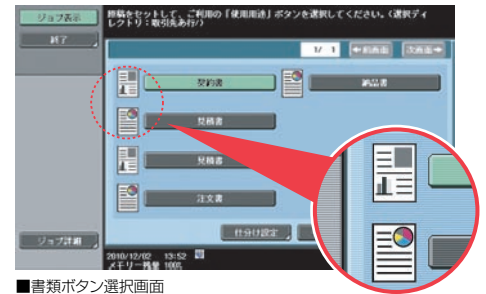 ジョブ表示
終了
原稿をセットして、ご利用の「使用用途」ボタンを選択してください。(選択ディ
レクトリ:取引先あ行/)
1/ 1
←前画面
次画面→
契約書
納品書
見積書
見積書
注文書
仕分け設定
ジョブ詳細
2010/12/02 13:52
メモリー残量 100%
■書類ボタン選択画面